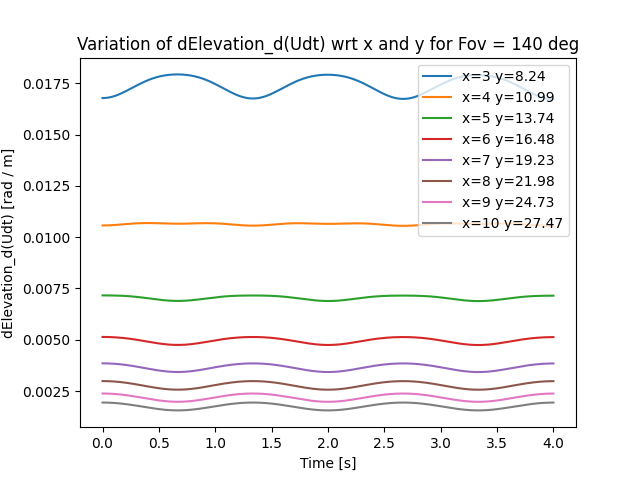 Variation of dElevation_d(Udt) wrt x and y for Fov = 140 deg
dElevation_d(Udt) [rad / m]
0.0175
0.0150
0.0125
0.0100
0.0075
0.0050
0.0025
x=3 y=8.24
x=4 y=10.99
x=5 y=13.74
x=6 y=16.48
x=7 y=19.23
x=8 y=21.98
x=9 y=24.73
x=10 y=27.47
0.0 0.5 1.0 1.5 2.0 2.5 3.0 3.5 4.0
Time [s]